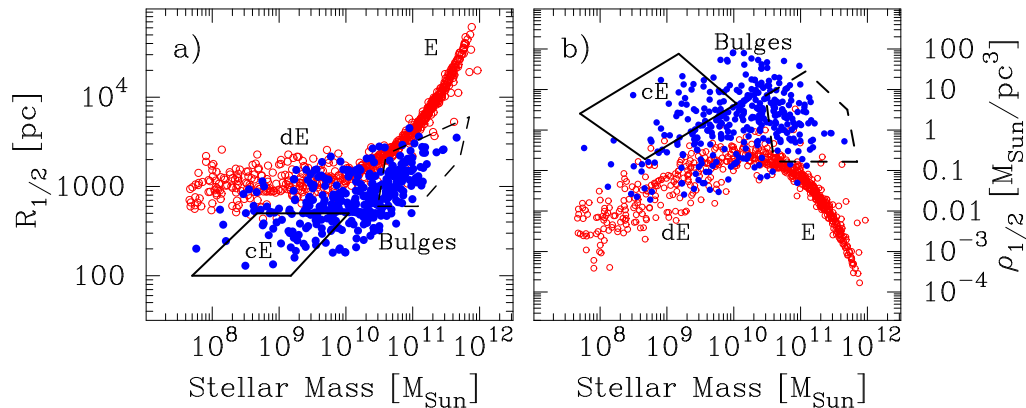 a)
E
dE
cE
Bulges
R_{1/2} [pc]
10^4
1000
100
10^8 10^9 10^10 10^11 10^12
Stellar Mass [M_Sun]
b)
Bulges
cE
dE
E
100
10
1
0.1
0.01
10^-3
10^-4
ρ_{1/2} [M_Sun/pc^3]
10^8 10^9 10^10 10^11 10^12
Stellar Mass [M_Sun]